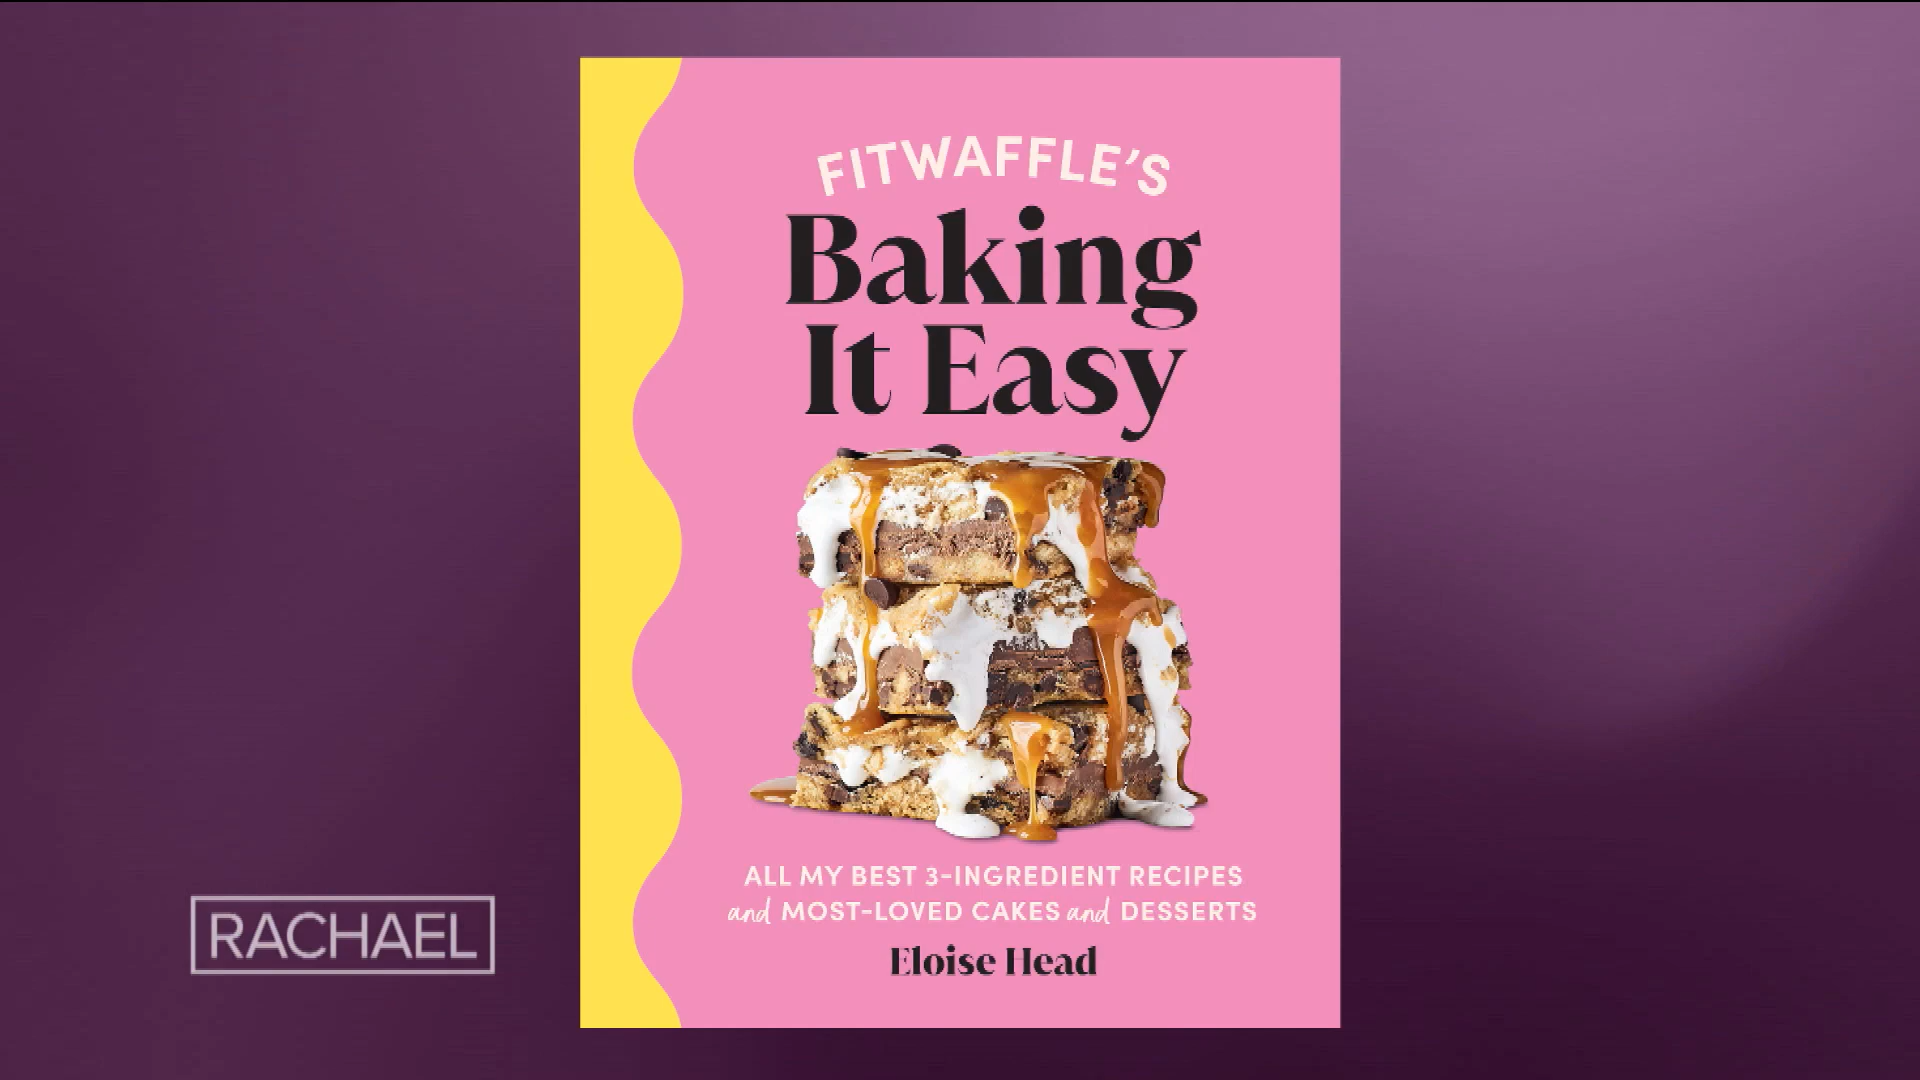 FITWAFFLE'S
Baking
It Easy
ALL MY BEST 3-INGREDIENT RECIPES
and MOST-LOVED CAKES and DESSERTS
Eloise Head
RACHAEL